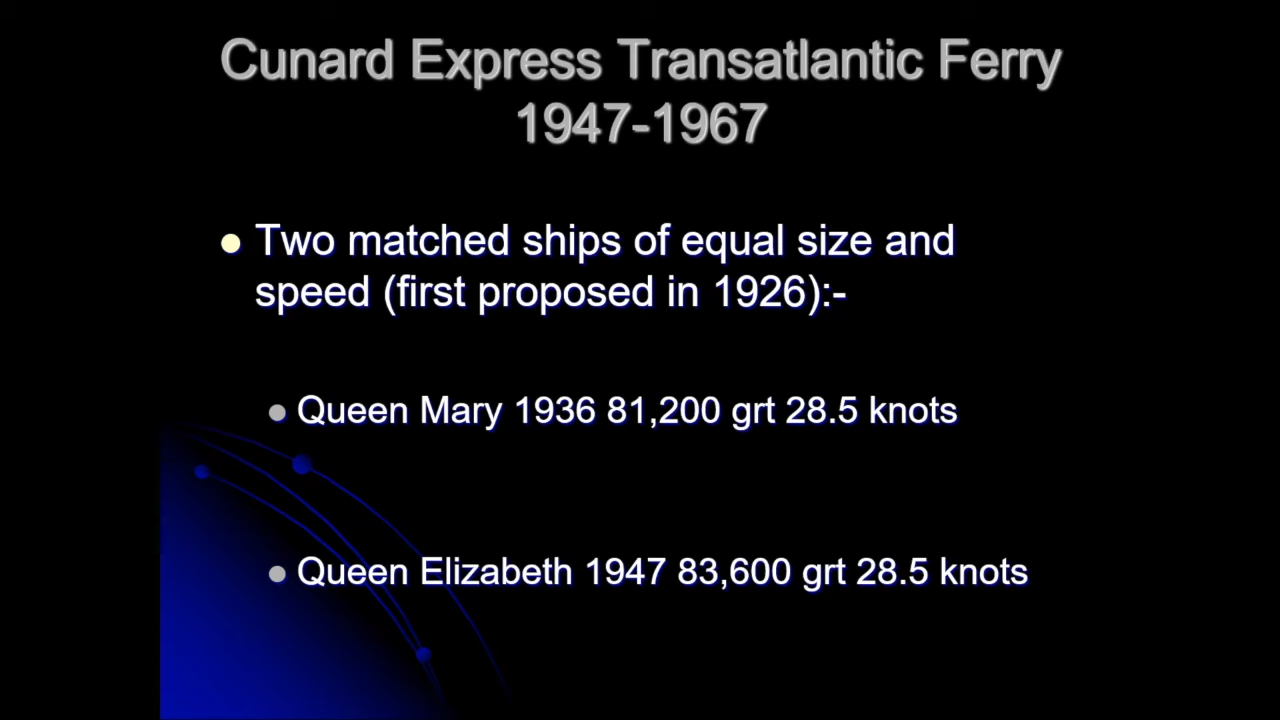 Cunard Express Transatlantic Ferry
1947-1967
Two matched ships of equal size and
speed (first proposed in 1926):-
Queen Mary 1936 81,200 grt 28.5 knots
Queen Elizabeth 1947 83,600 grt 28.5 knots